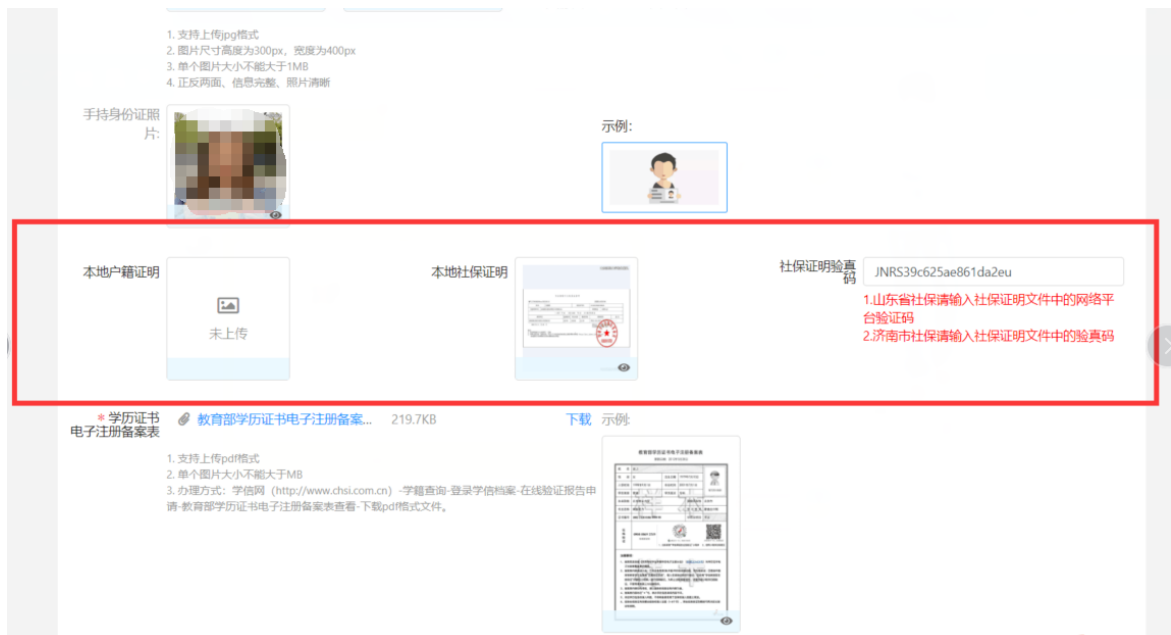 1. 支持上传jpg格式
2. 图片尺寸高度为300px，宽度为400px
3. 单个图片大小不能大于1MB
4. 正反两面、信息完整、照片清晰
手持身份证照
片:
示例：
本地户籍证明
未上传
本地社保证明
社保证明验真
码
JNRS39c625ae861da2eu
1.山东省社保请输入社保证明文件中的网络平
台验证码
2.济南市社保请输入社保证明文件中的验真码
* 学历证书
电子注册备案表
教育部学历证书电子注册备案...
219.7KB
下载
示例:
1. 支持上传pdf格式
2. 单个图片大小不能大于MB
3. 办理方式：学信网（http://www.chsi.com.cn）-学籍查询-登录学信档案-在线验证报告申
请-教育部学历证书电子注册备案表查看-下载pdf格式文件。
教育部学历证书电子注册备案表